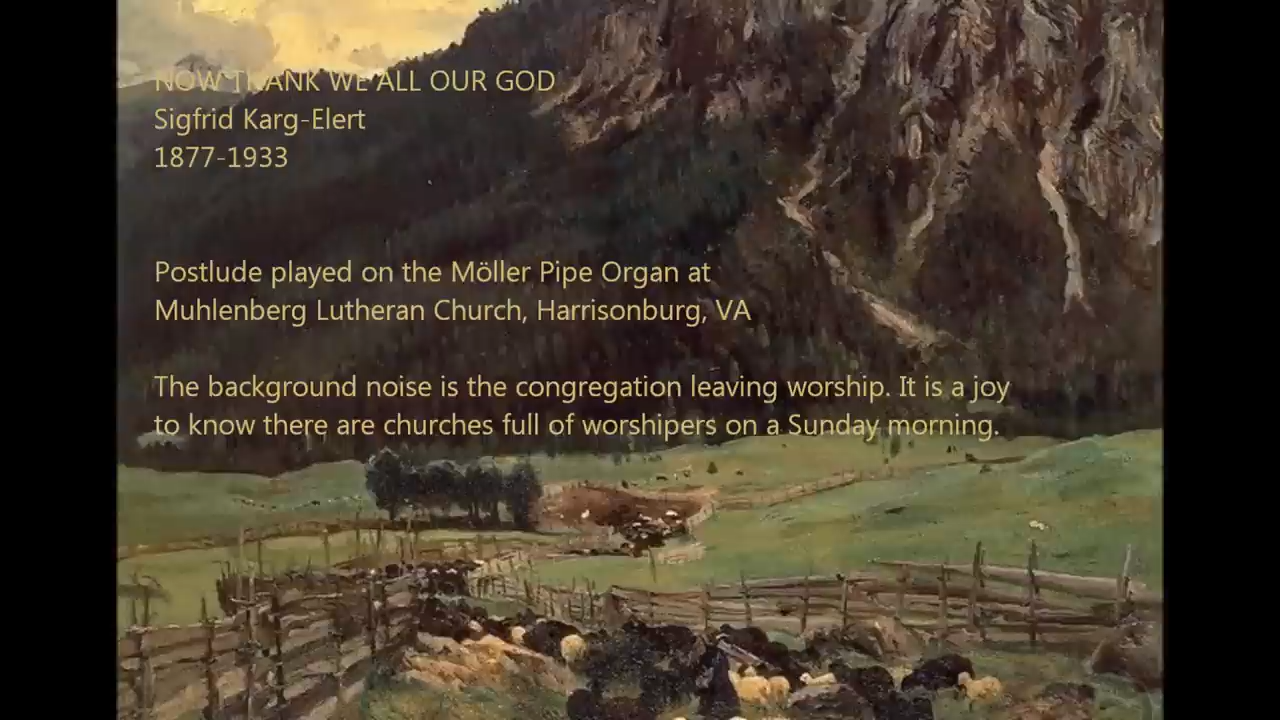 NOW THANK WE ALL OUR GOD
Sigfrid Karg-Elert
1877-1933
Postlude played on the Möller Pipe Organ at
Muhlenberg Lutheran Church, Harrisonburg, VA
The background noise is the congregation leaving worship. It is a joy
to know there are churches full of worshipers on a Sunday morning.